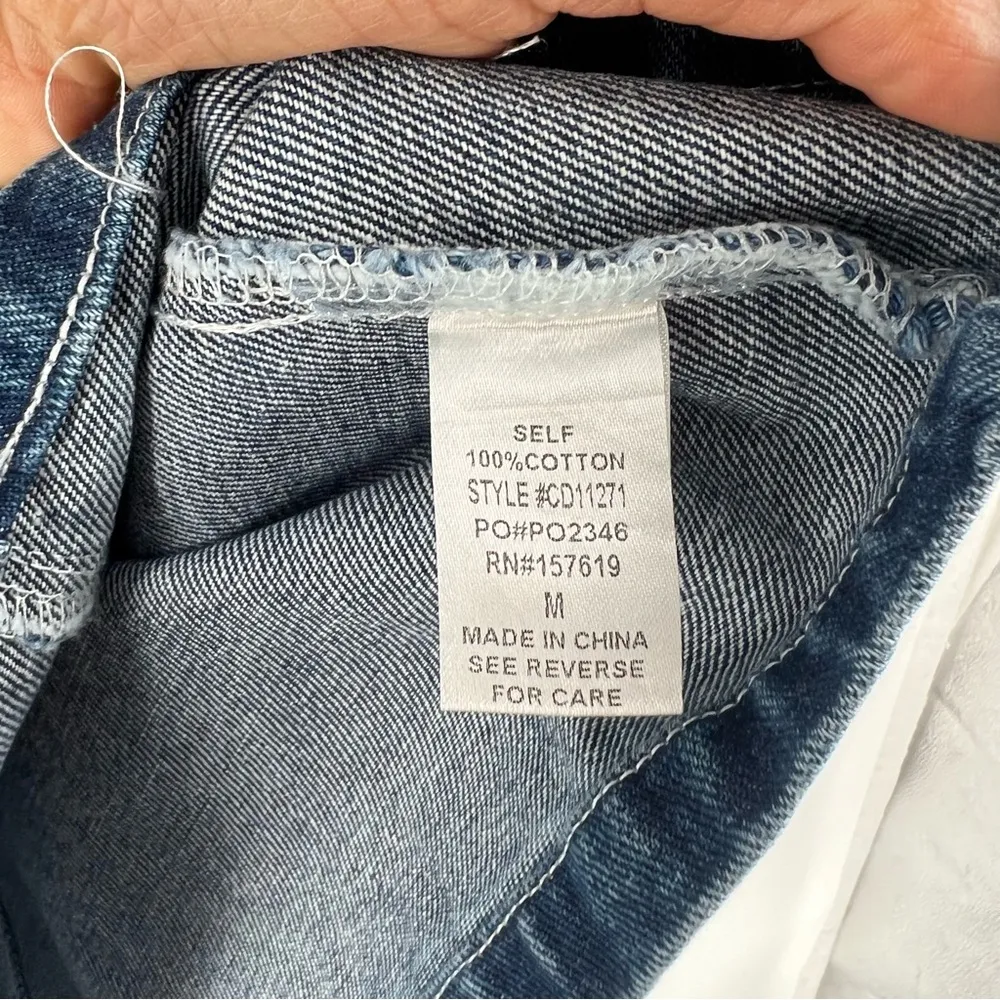 SELF
100%COTTON
STYLE #CD11271
PO#PO2346
RN#157619
M
MADE IN CHINA
SEE REVERSE
FOR CARE